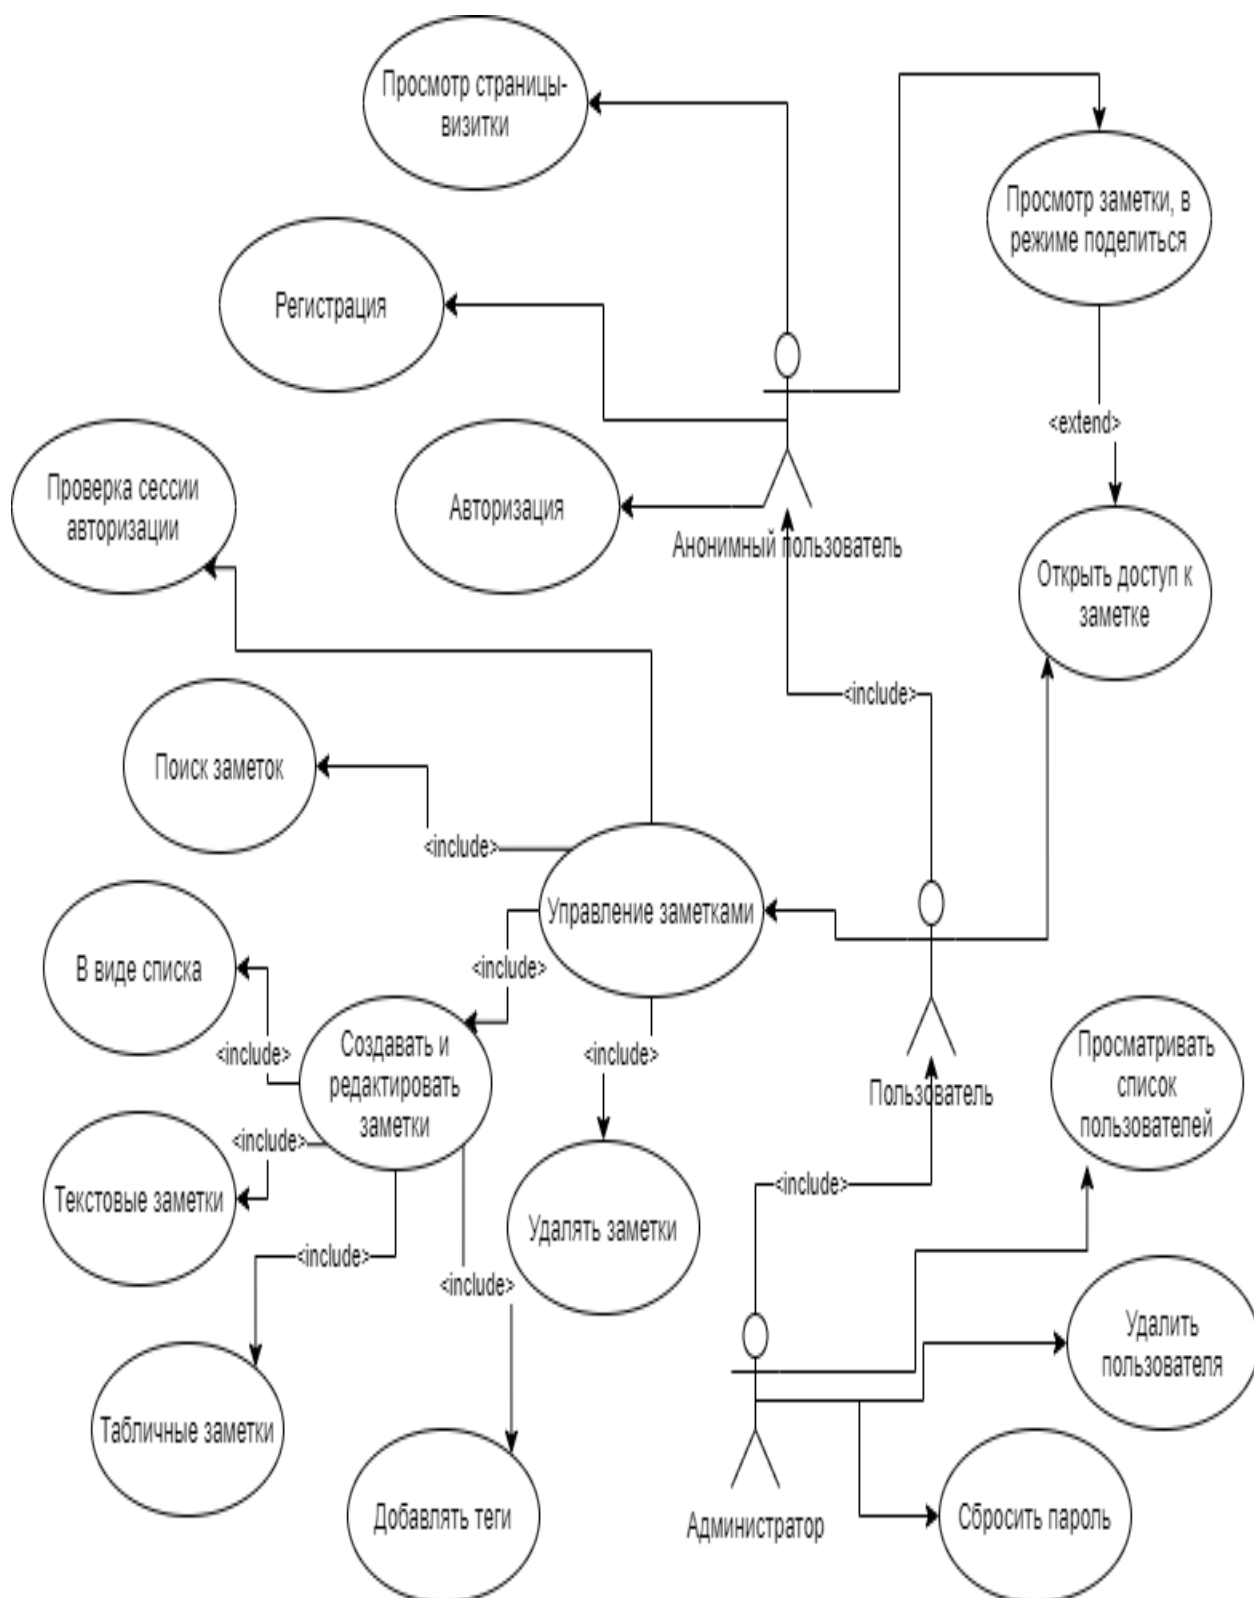 Просмотр страницы-
визитки
Просмотр заметки, в
режиме поделиться
Регистрация
<extend>
Проверка сессии
авторизации
Авторизация
Анонимный пользователь
Открыть доступ к
заметке
<include>
Поиск заметок
<include>
Управление заметками
В виде списка
<include>
<include>
Создавать и
редактировать
заметки
<include>
Пользователь
Просматривать
список
пользователей
<include>
Текстовые заметки
<include>
Удалять заметки
<include>
<include>
<include>
Удалить
пользователя
Табличные заметки
Добавлять теги
Администратор
Сбросить пароль